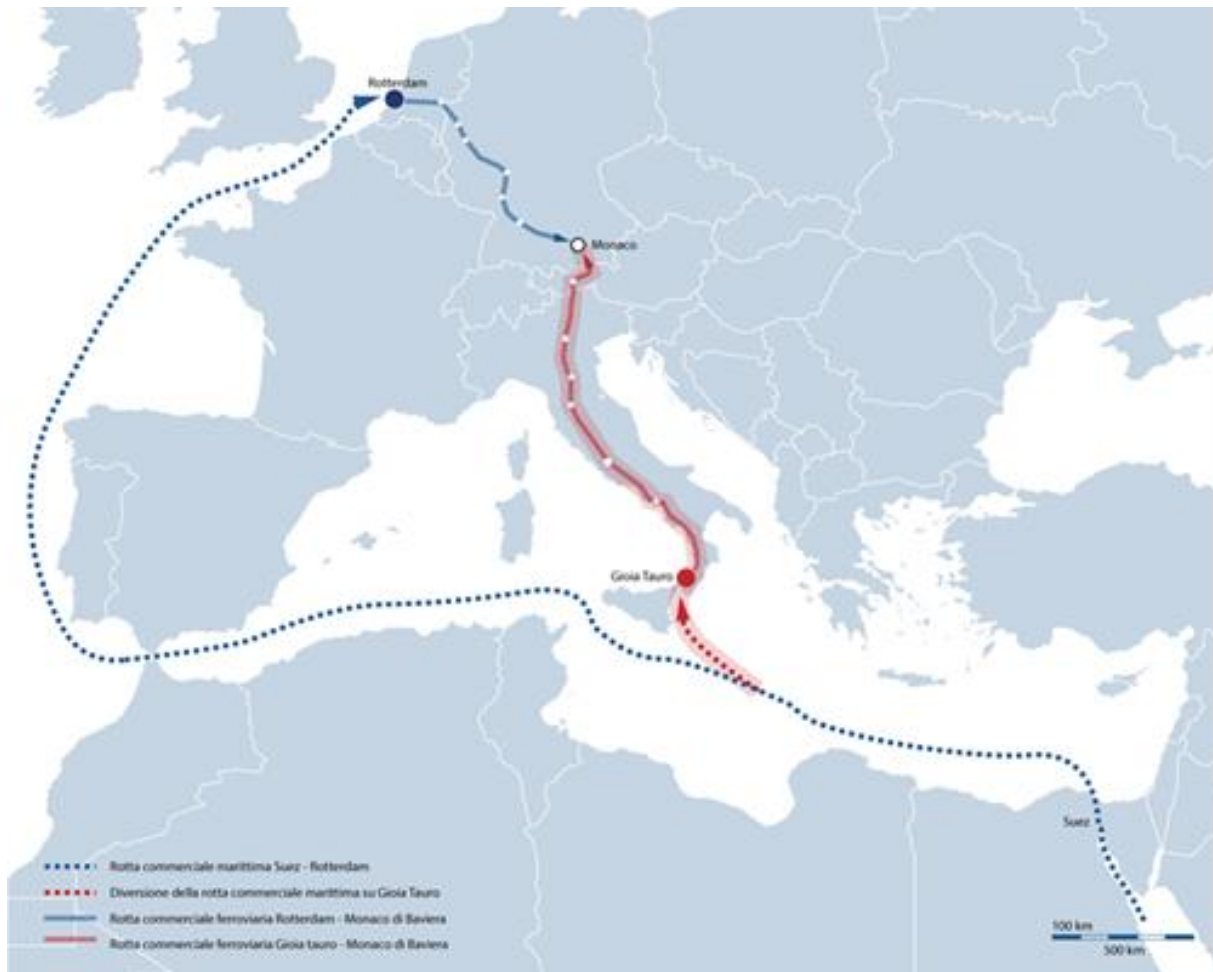 Rotterdam
Monaco
Gioia Tauro
Suez
Rotta commerciale marittima Suez - Rotterdam
Diversione della rotta commerciale marittima su Gioia Tauro
Rotta commerciale ferroviaria Rotterdam - Monaco di Baviera
Rotta commerciale ferroviaria Gioia tauro - Monaco di Baviera
100 km
500 km